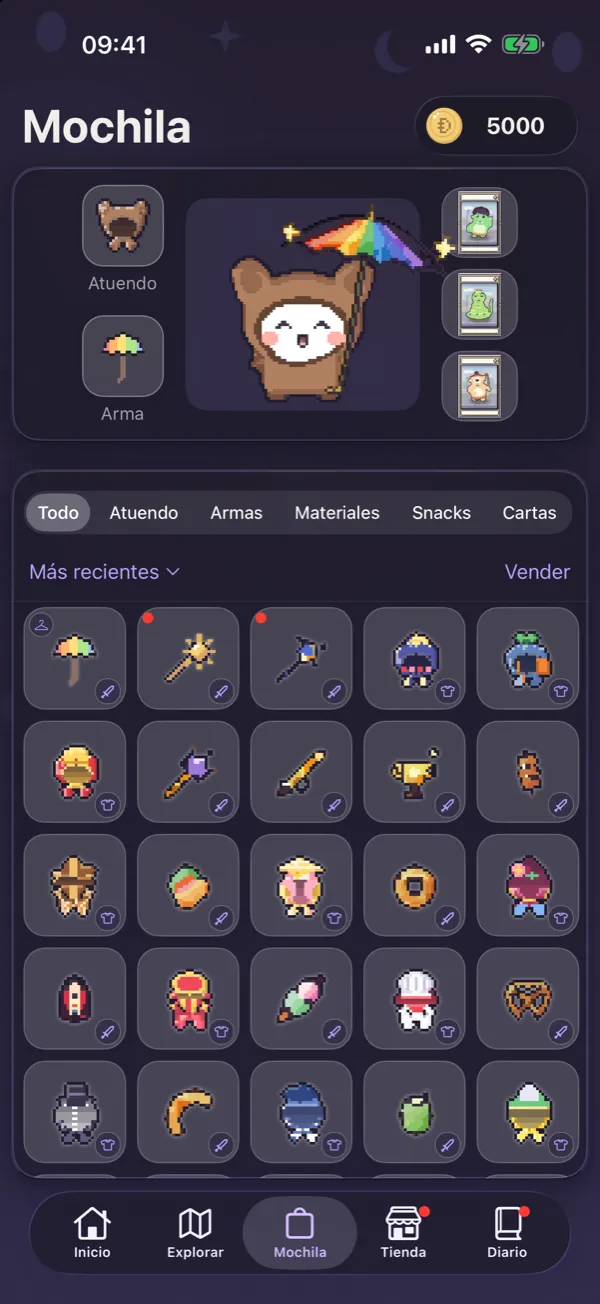 09:41
Mochila
5000
Atuendo
Arma
Todo Atuendo Armas Materiales Snacks Cartas
Más recientes Vender
Inicio Explorar Mochila Tienda Diario